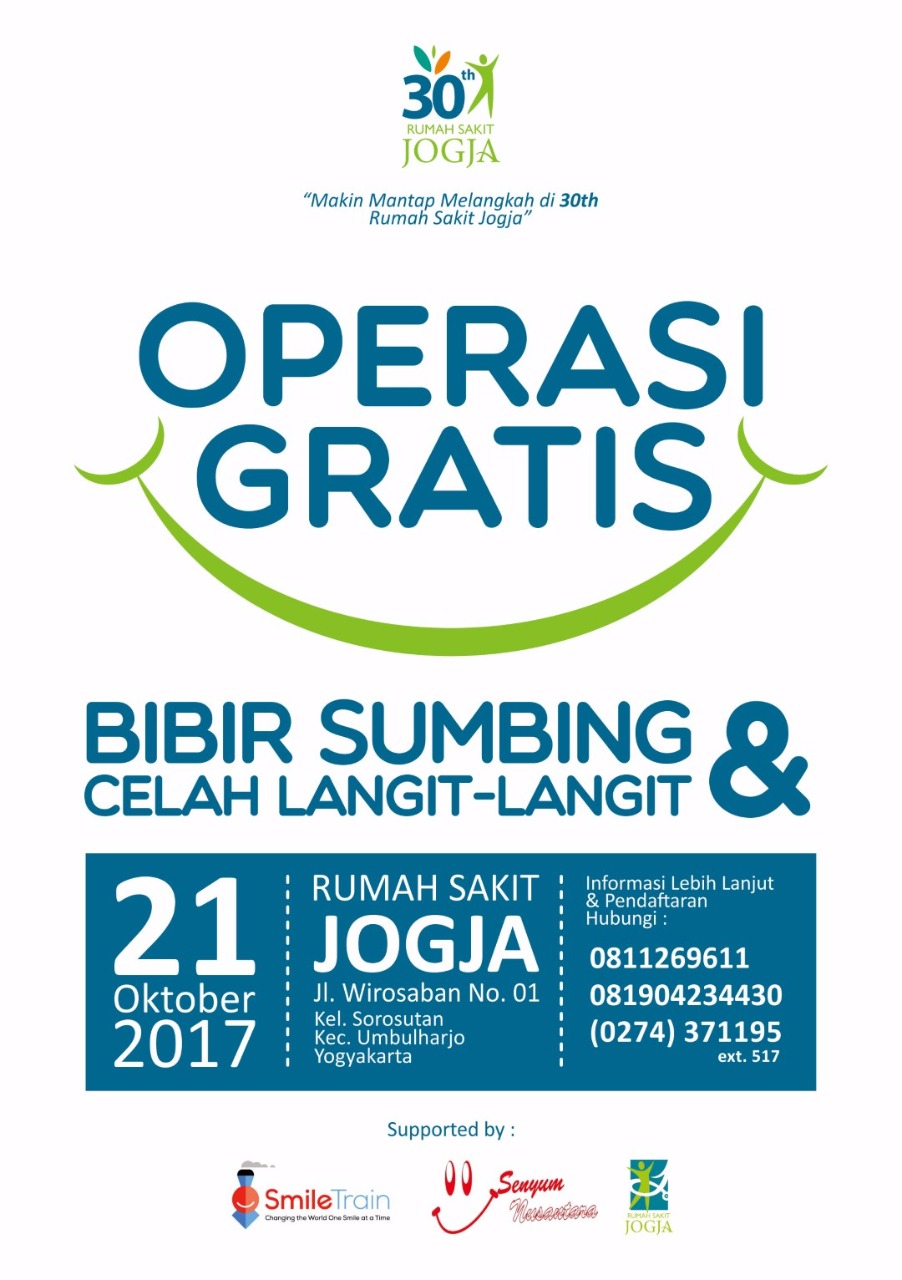 30th
RUMAH SAKIT
JOGJA
“Makin Mantap Melangkah di 30th
Rumah Sakit Jogja”
OPERASI
GRATIS
BIBIR SUMBING &
CELAH LANGIT-LANGIT
21
Oktober
2017
RUMAH SAKIT
JOGJA
Jl. Wirosaban No. 01
Kel. Sorosutan
Kec. Umbulharjo
Yogyakarta
Informasi Lebih Lanjut
& Pendaftaran
Hubungi :
0811269611
081904234430
(0274) 371195
ext. 517
Supported by :
SmileTrain
Changing the World One Smile at a Time
Senyum
Nusantara
RUMAH SAKIT
JOGJA